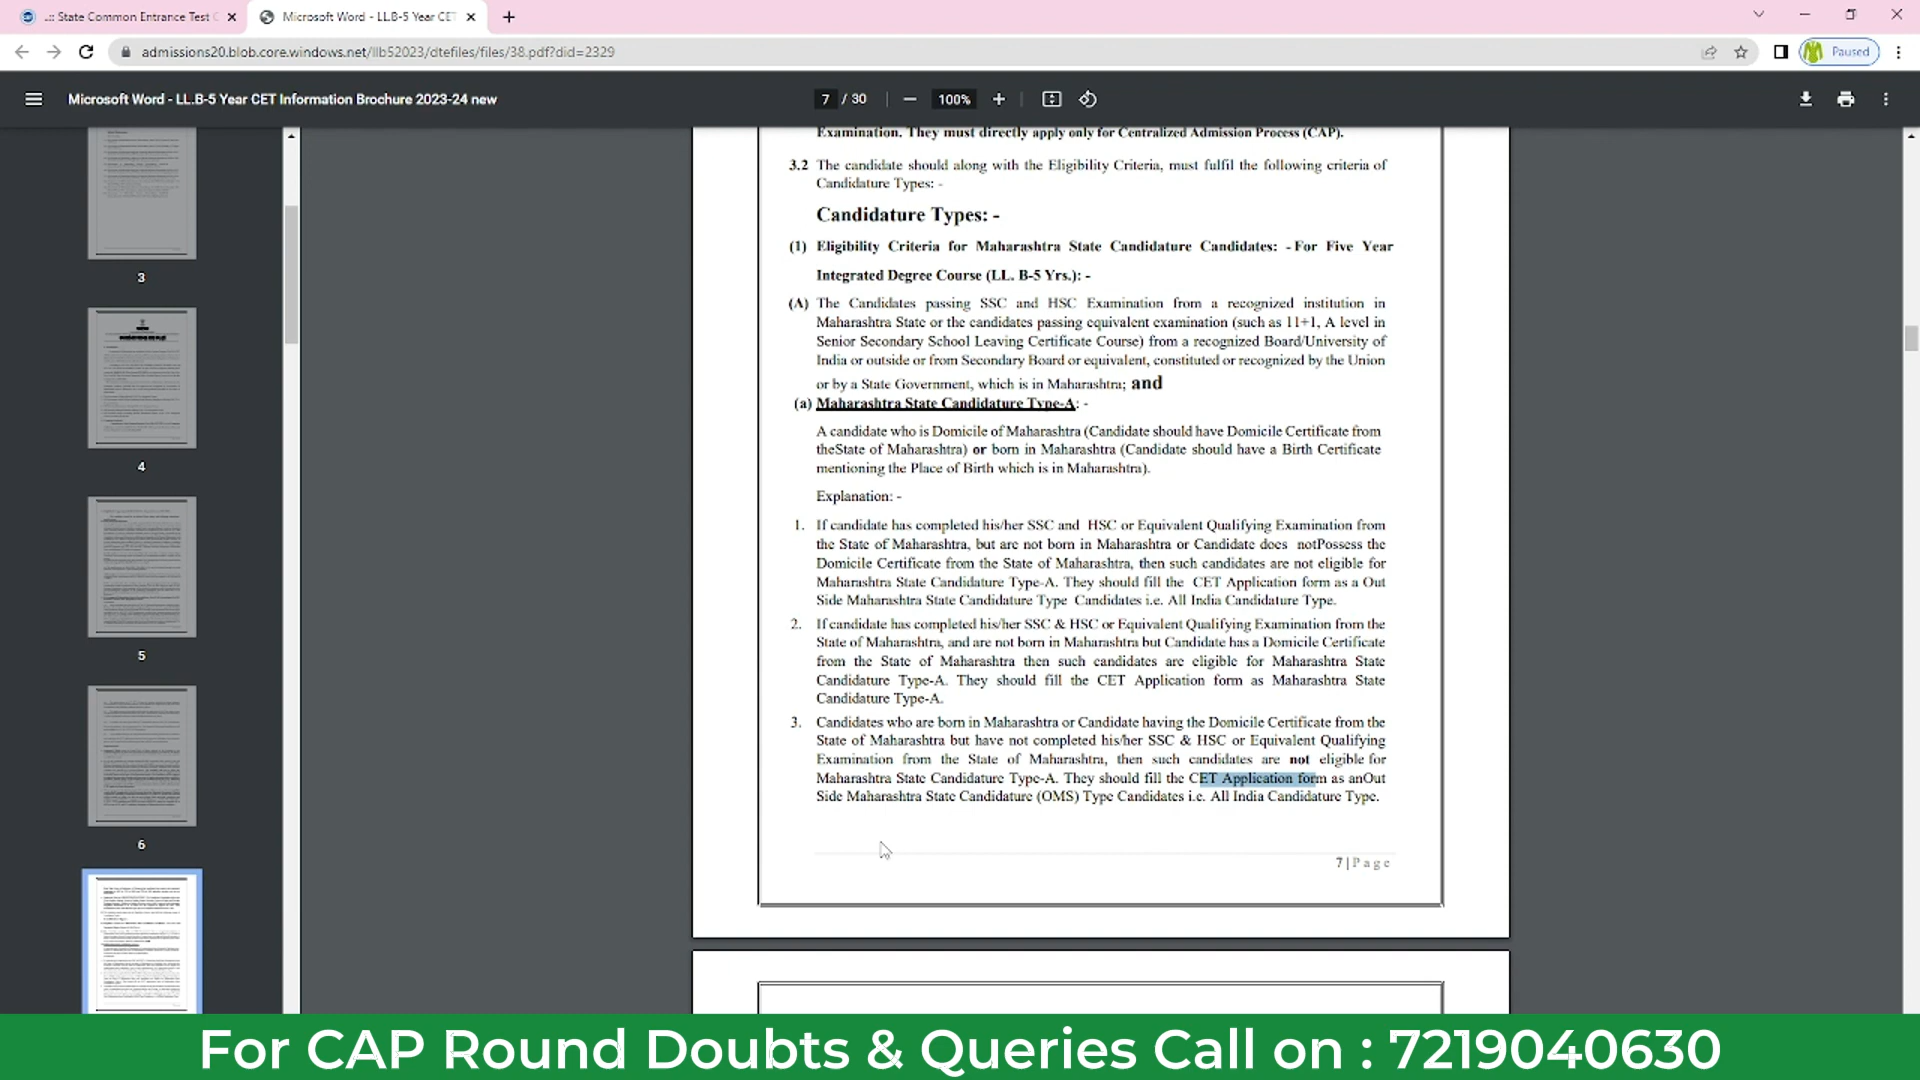 ..:: State Common Entrance Test C
Microsoft Word - LL.B-5 Year CET
admissions20.blob.core.windows.net/llb52023/dtefiles/files/38.pdf?did=2329
Paused
Microsoft Word - LL.B-5 Year CET Information Brochure 2023-24 new
7 / 30
100%
3
4
5
6
Examination. They must directly apply only for Centralized Admission Process (CAP).
3.2 The candidate should along with the Eligibility Criteria, must fulfil the following criteria of
Candidature Types: -
Candidature Types: -
(1) Eligibility Criteria for Maharashtra State Candidature Candidates: - For Five Year
Integrated Degree Course (LL. B-5 Yrs.): -
(A) The Candidates passing SSC and HSC Examination from a recognized institution in
Maharashtra State or the candidates passing equivalent examination (such as 11+1, A level in
Senior Secondary School Leaving Certificate Course) from a recognized Board/University of
India or outside or from Secondary Board or equivalent, constituted or recognized by the Union
or by a State Government, which is in Maharashtra; and
(a) Maharashtra State Candidature Type-A: -
A candidate who is Domicile of Maharashtra (Candidate should have Domicile Certificate from
theState of Maharashtra) or born in Maharashtra (Candidate should have a Birth Certificate
mentioning the Place of Birth which is in Maharashtra).
Explanation: -
1. If candidate has completed his/her SSC and HSC or Equivalent Qualifying Examination from
the State of Maharashtra, but are not born in Maharashtra or Candidate does notPossess the
Domicile Certificate from the State of Maharashtra, then such candidates are not eligible for
Maharashtra State Candidature Type-A. They should fill the CET Application form as a Out
Side Maharashtra State Candidature Type Candidates i.e. All India Candidature Type.
2. If candidate has completed his/her SSC & HSC or Equivalent Qualifying Examination from the
State of Maharashtra, and are not born in Maharashtra but Candidate has a Domicile Certificate
from the State of Maharashtra then such candidates are eligible for Maharashtra State
Candidature Type-A. They should fill the CET Application form as Maharashtra State
Candidature Type-A.
3. Candidates who are born in Maharashtra or Candidate having the Domicile Certificate from the
State of Maharashtra but have not completed his/her SSC & HSC or Equivalent Qualifying
Examination from the State of Maharashtra, then such candidates are not eligible for
Maharashtra State Candidature Type-A. They should fill the CET Application form as anOut
Side Maharashtra State Candidature (OMS) Type Candidates i.e. All India Candidature Type.
7 | P a g e
For CAP Round Doubts & Queries Call on : 7219040630